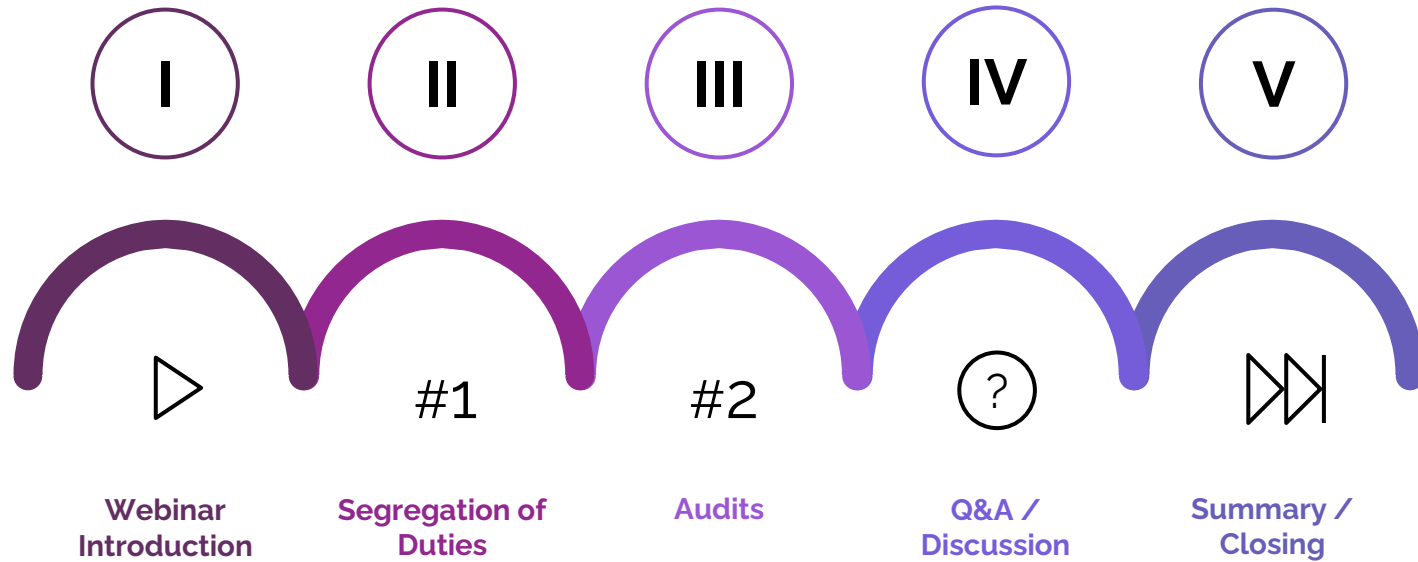 I
II
III
IV
V
#1
#2
?
Webinar
Introduction
Segregation of
Duties
Audits
Q&A /
Discussion
Summary /
Closing